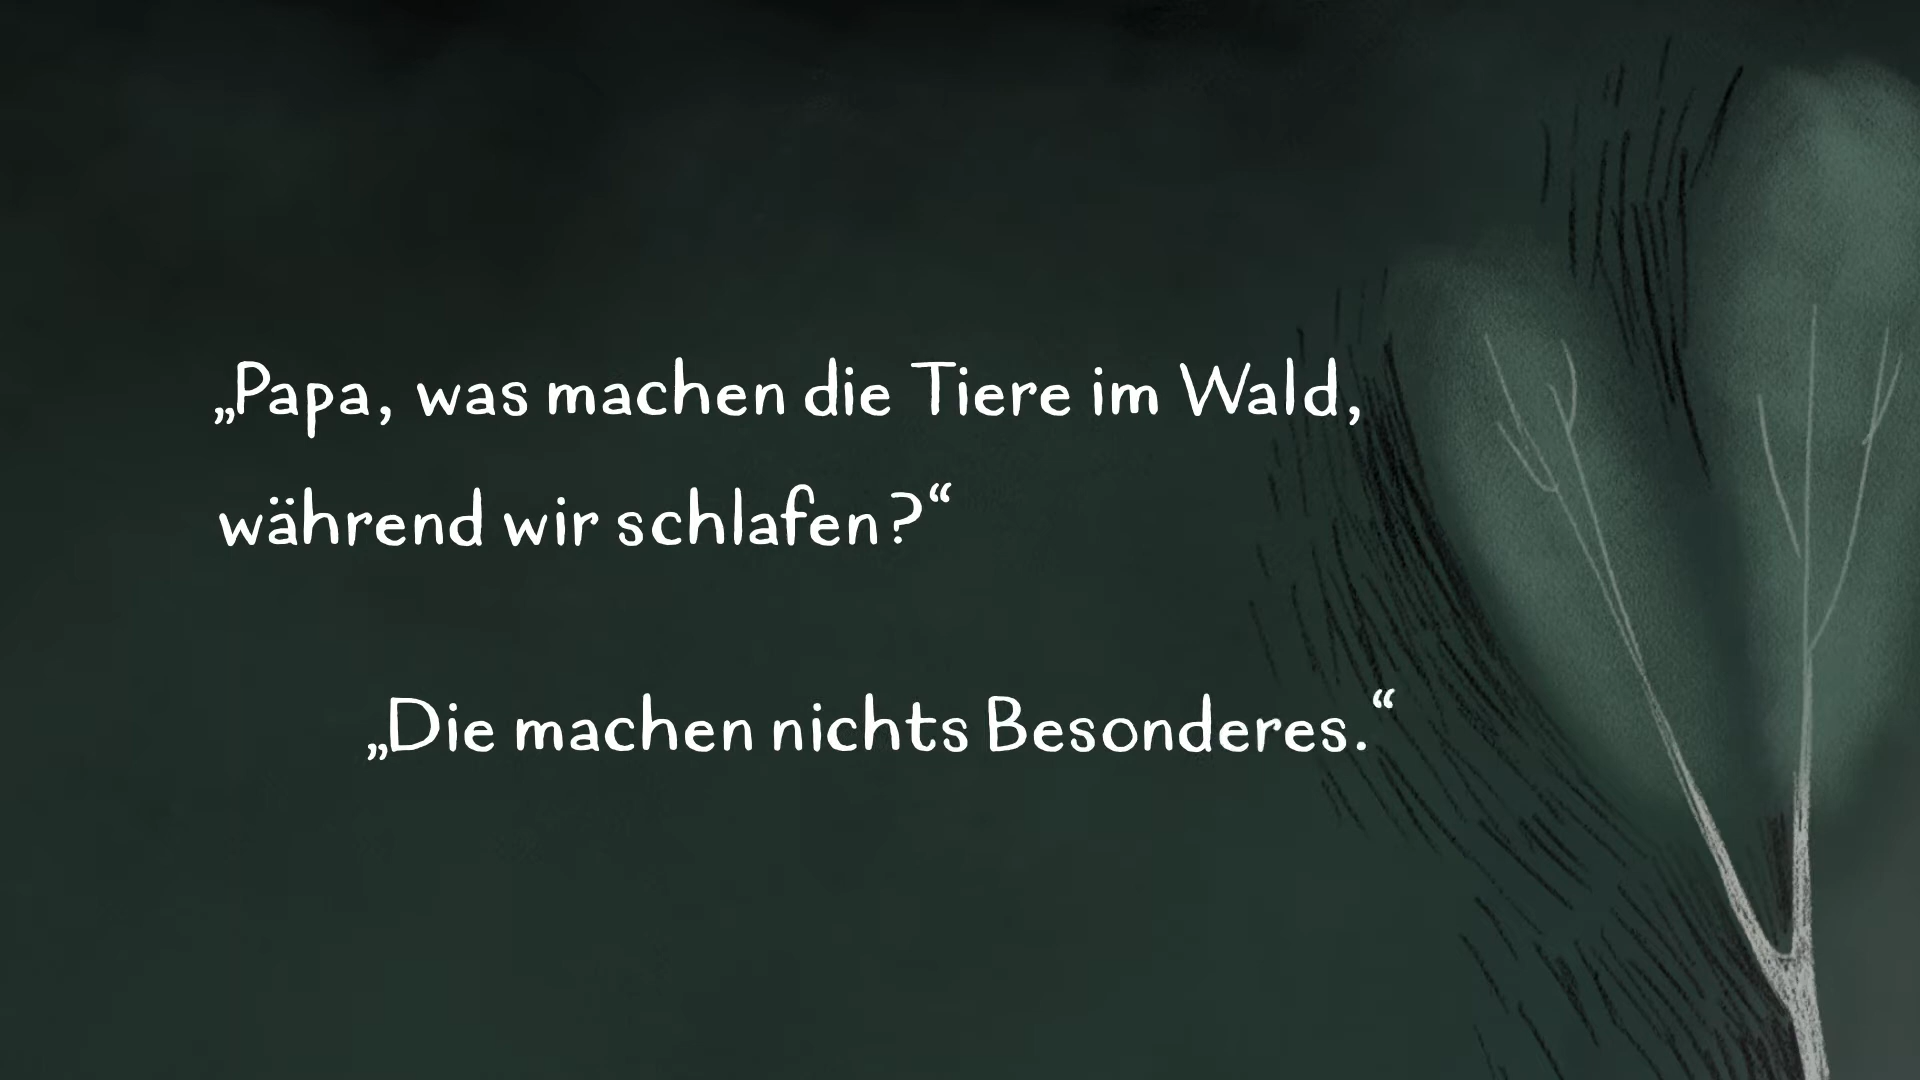 „Papa, was machen die Tiere im Wald,
während wir schlafen?“
„Die machen nichts Besonderes.“